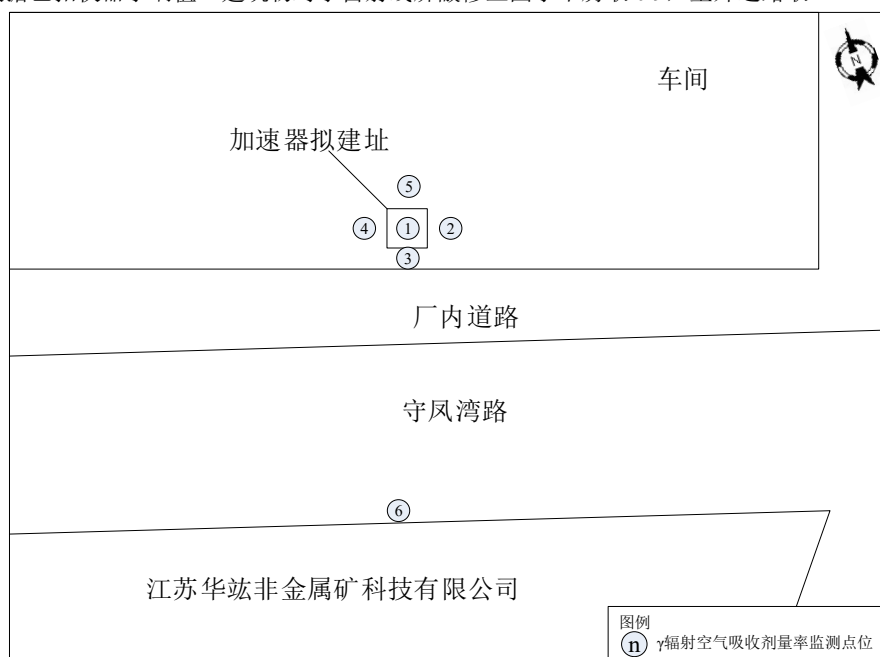 车间
N
加速器拟建址
5
4
1
2
3
厂内道路
守凤湾路
6
江苏华竑非金属矿科技有限公司
图例
n γ辐射空气吸收剂量率监测点位